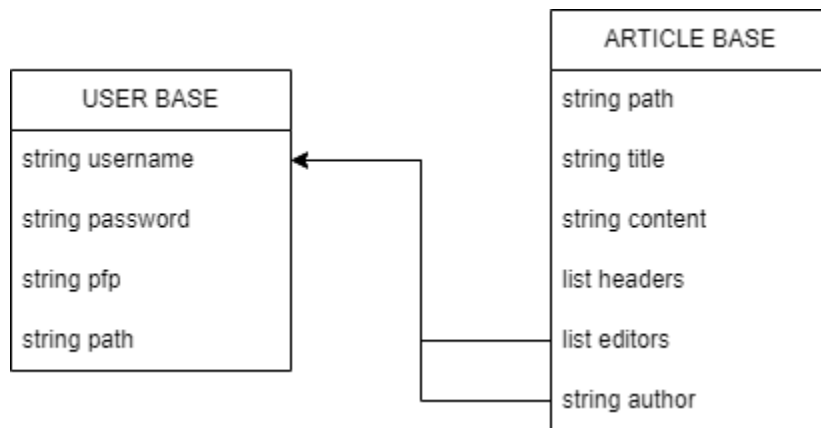 USER BASE
string username
string password
string pfp
string path
ARTICLE BASE
string path
string title
string content
list headers
list editors
string author